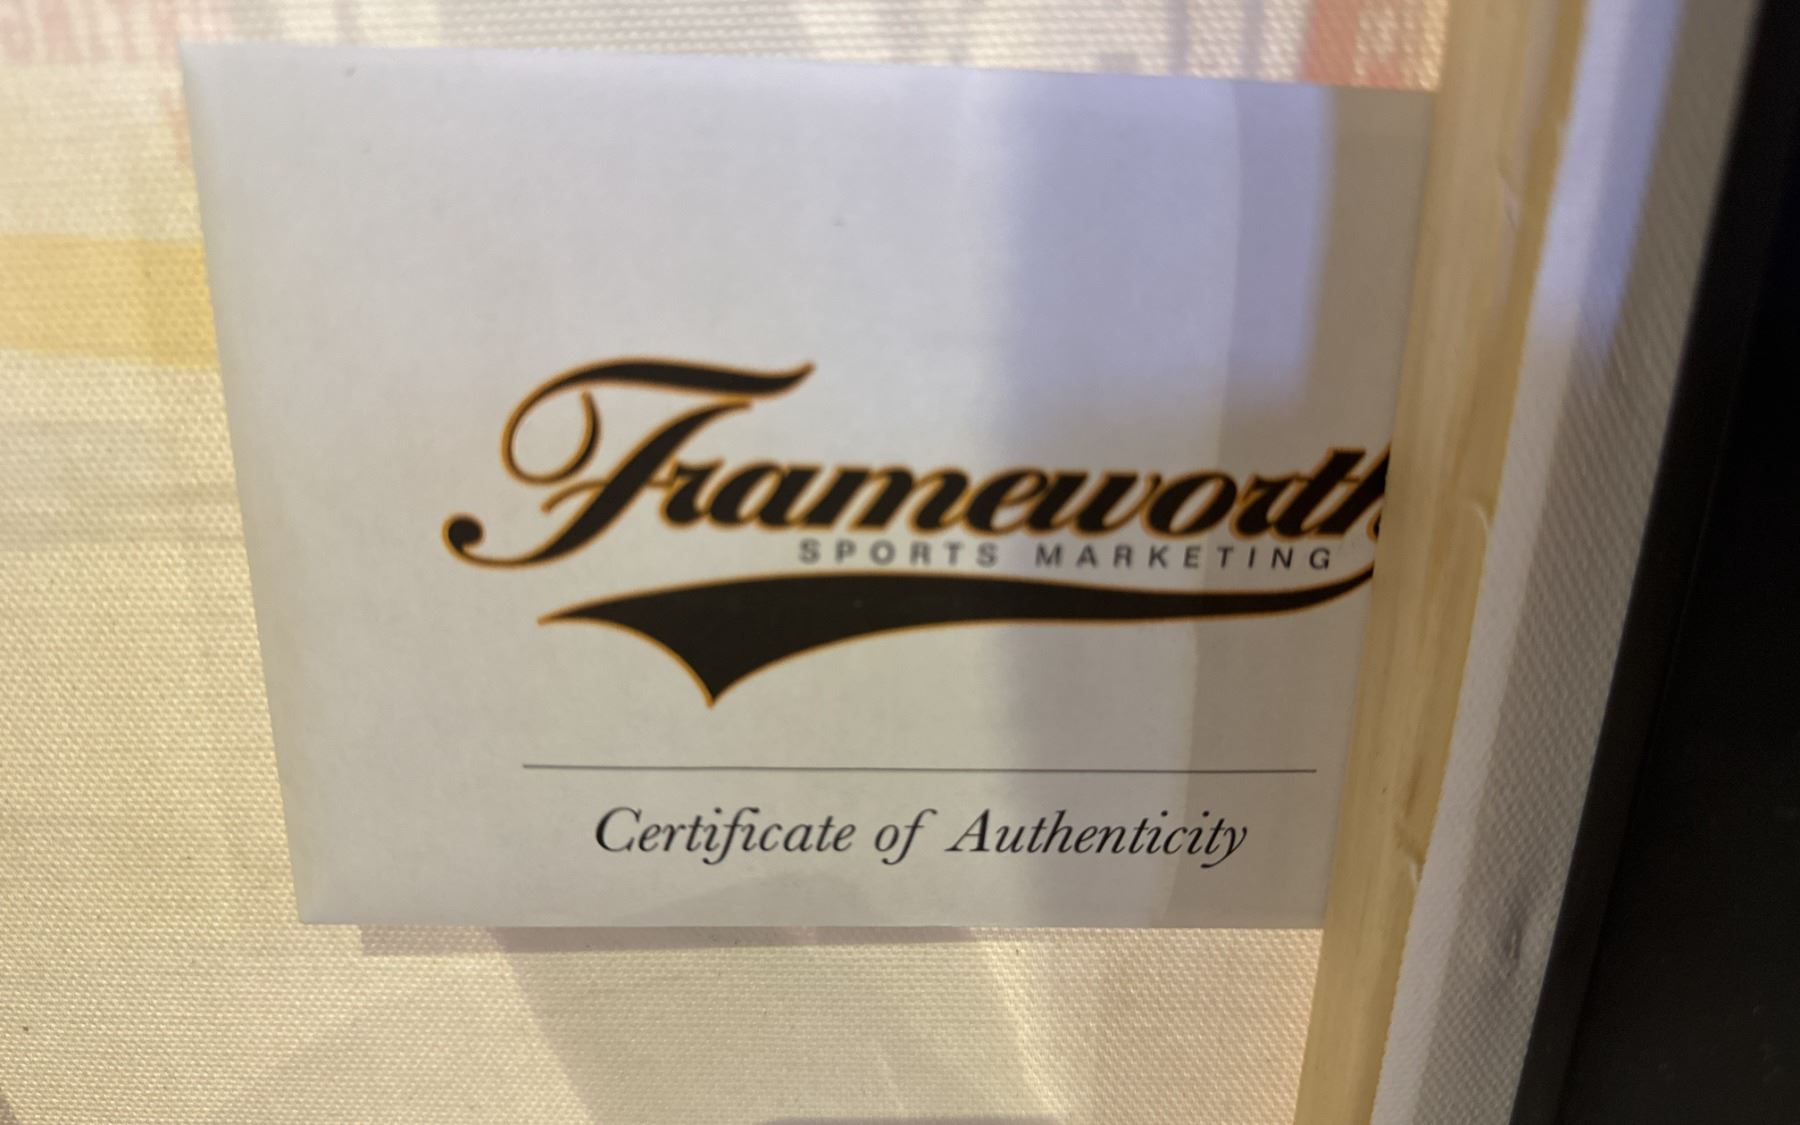 Frameworth
SPORTS MARKETING
Certificate of Authenticity